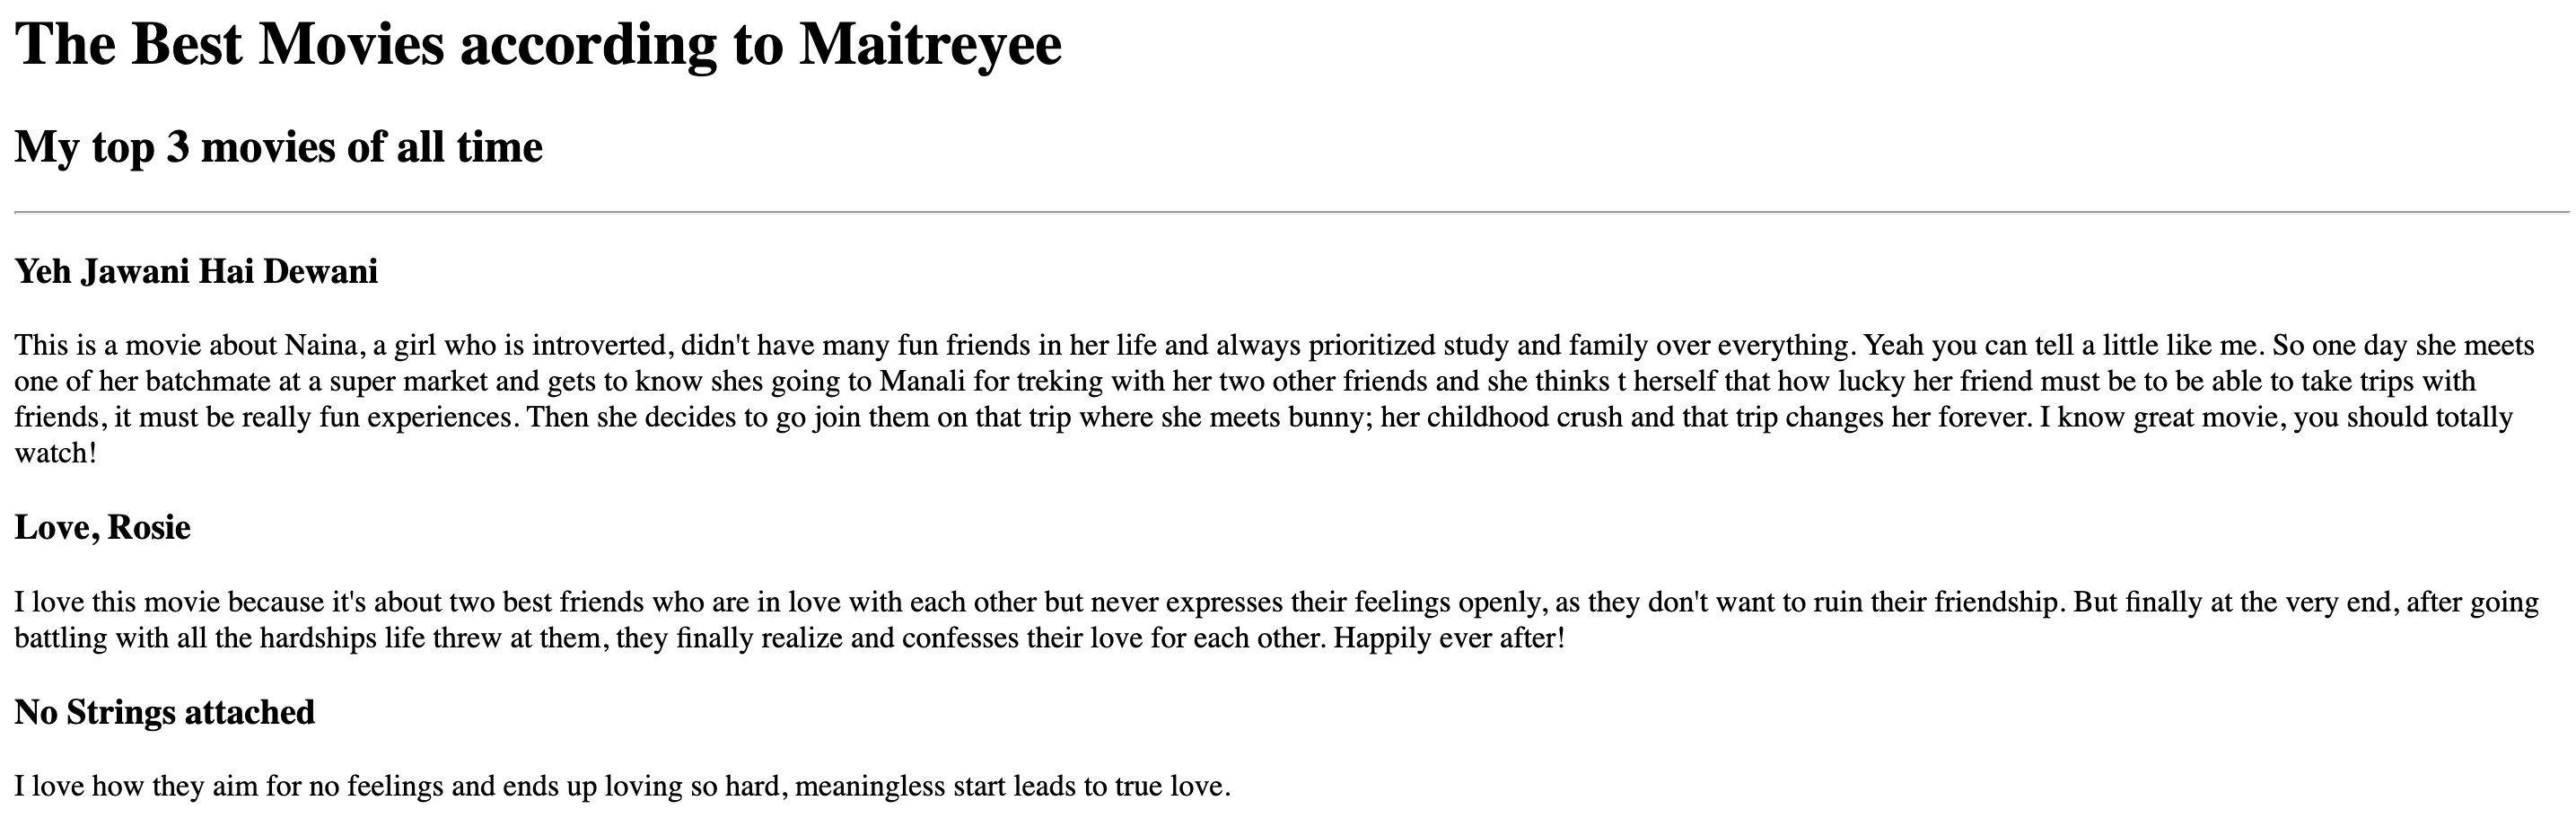 The Best Movies according to Maitreyee
My top 3 movies of all time
Yeh Jawani Hai Dewani
This is a movie about Naina, a girl who is introverted, didn't have many fun friends in her life and always prioritized study and family over everything. Yeah you can tell a little like me. So one day she meets
one of her batchmate at a super market and gets to know shes going to Manali for treking with her two other friends and she thinks t herself that how lucky her friend must be to be able to take trips with
friends, it must be really fun experiences. Then she decides to go join them on that trip where she meets bunny; her childhood crush and that trip changes her forever. I know great movie, you should totally
watch!
Love, Rosie
I love this movie because it's about two best friends who are in love with each other but never expresses their feelings openly, as they don't want to ruin their friendship. But finally at the very end, after going
battling with all the hardships life threw at them, they finally realize and confesses their love for each other. Happily ever after!
No Strings attached
I love how they aim for no feelings and ends up loving so hard, meaningless start leads to true love.